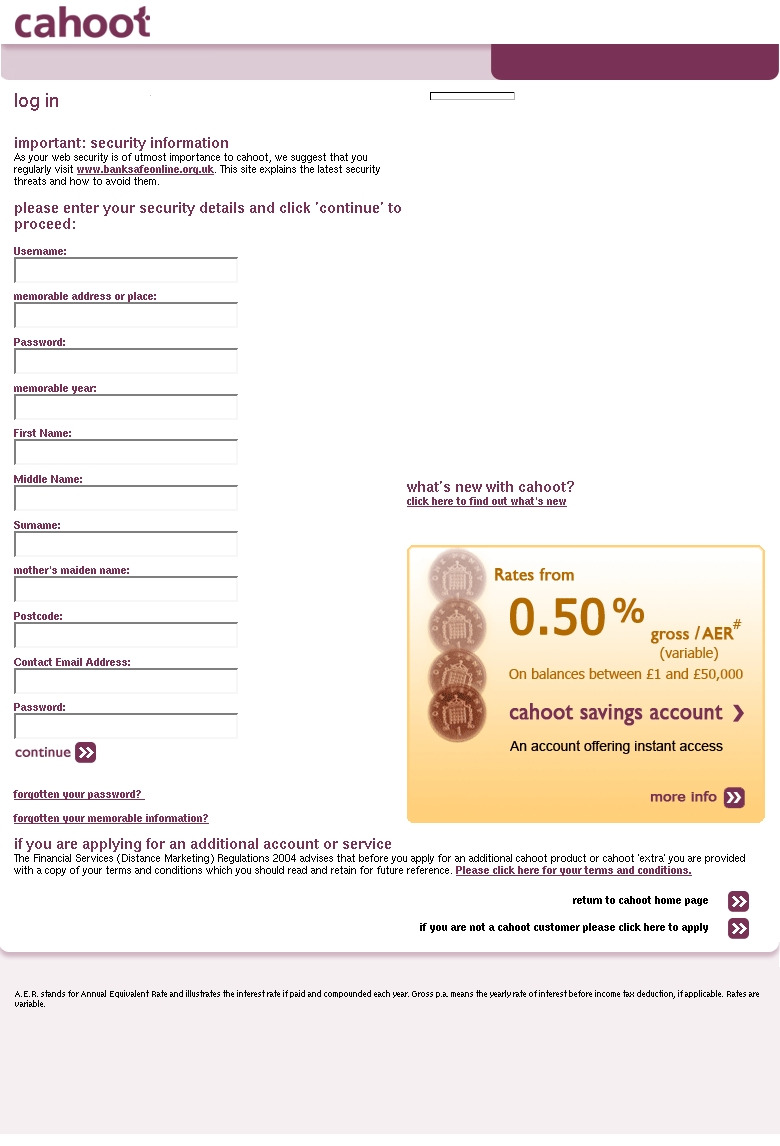 cahoot
log in
important: security information
As your web security is of utmost importance to cahoot, we suggest that you
regularly visit www.banksafeonline.org.uk. This site explains the latest security
threats and how to avoid them.
please enter your security details and click 'continue' to
proceed:
Username:
memorable address or place:
Password:
memorable year:
First Name:
Middle Name:
Surname:
mother's maiden name:
Postcode:
Contact Email Address:
Password:
continue
forgotten your password?
forgotten your memorable information?
what's new with cahoot?
click here to find out what's new
Rates from
0.50%
gross /AER#
(variable)
On balances between £1 and £50,000
cahoot savings account ❯
An account offering instant access
more info
if you are applying for an additional account or service
The Financial Services (Distance Marketing) Regulations 2004 advises that before you apply for an additional cahoot product or cahoot 'extra' you are provided
with a copy of your terms and conditions which you should read and retain for future reference. Please click here for your terms and conditions.
return to cahoot home page
if you are not a cahoot customer please click here to apply
A.E.R. stands for Annual Equivalent Rate and illustrates the interest rate if paid and compounded each year. Gross p.a. means the yearly rate of interest before income tax deduction, if applicable. Rates are
variable.